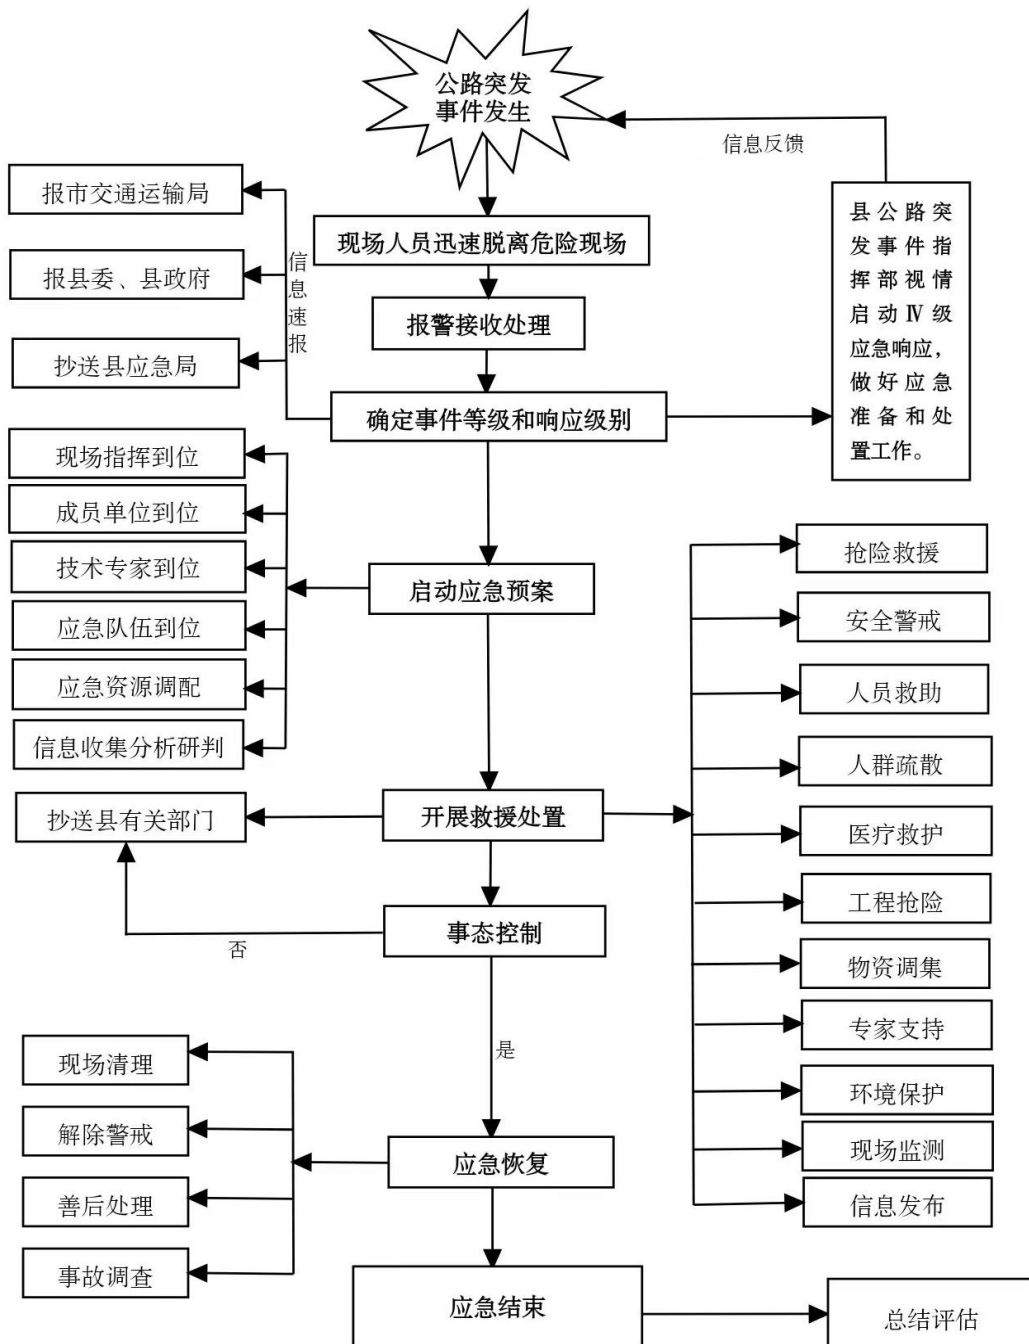 公路突发
事件发生
信息反馈
报市交通运输局
现场人员迅速脱离危险现场
县公路突
发事件指
挥部视情
启动Ⅳ级
应急响应，
做好应急
准备和处
置工作。
报县委、县政府
信
息
速
报
报警接收处理
抄送县应急局
确定事件等级和响应级别
现场指挥到位
成员单位到位
技术专家到位
应急队伍到位
应急资源调配
信息收集分析研判
启动应急预案
抢险救援
安全警戒
人员救助
人群疏散
医疗救护
工程抢险
物资调集
专家支持
环境保护
现场监测
信息发布
抄送县有关部门
开展救援处置
否
事态控制
是
现场清理
解除警戒
善后处理
事故调查
应急恢复
应急结束
总结评估